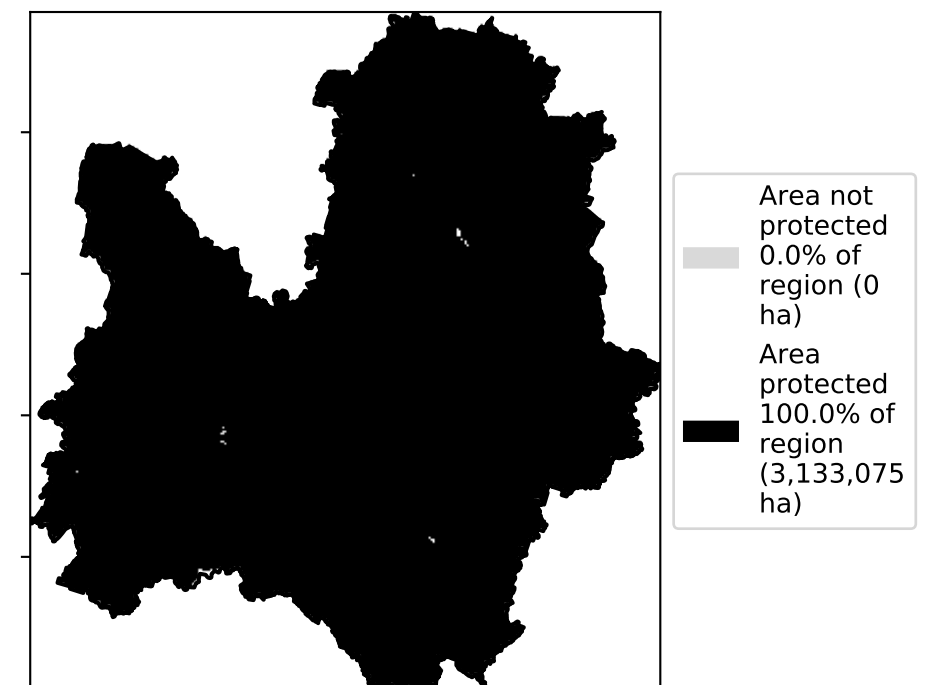 Area not
protected
0.0% of
region (0
ha)
Area
protected
100.0% of
region
(3,133,075
ha)